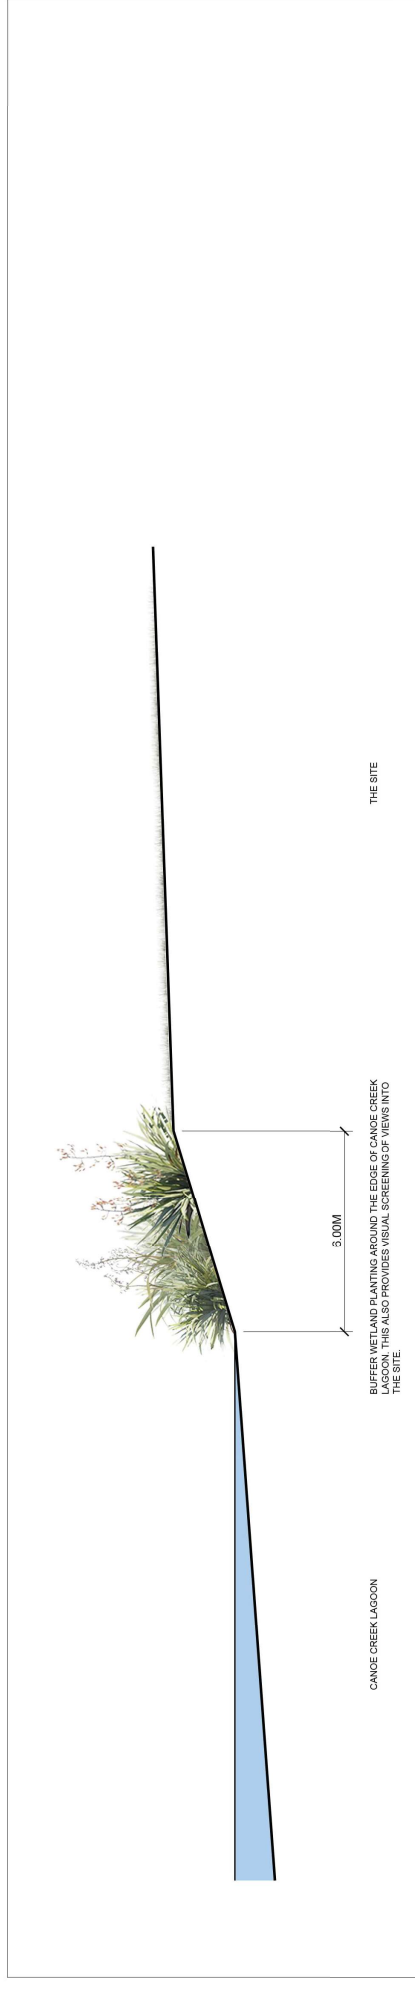 6.00M
CANOE CREEK LAGOON
BUFFER WETLAND PLANTING AROUND THE EDGE OF CANOE CREEK
LAGOON. THIS ALSO PROVIDES VISUAL SCREENING OF VIEWS INTO
THE SITE.
THE SITE